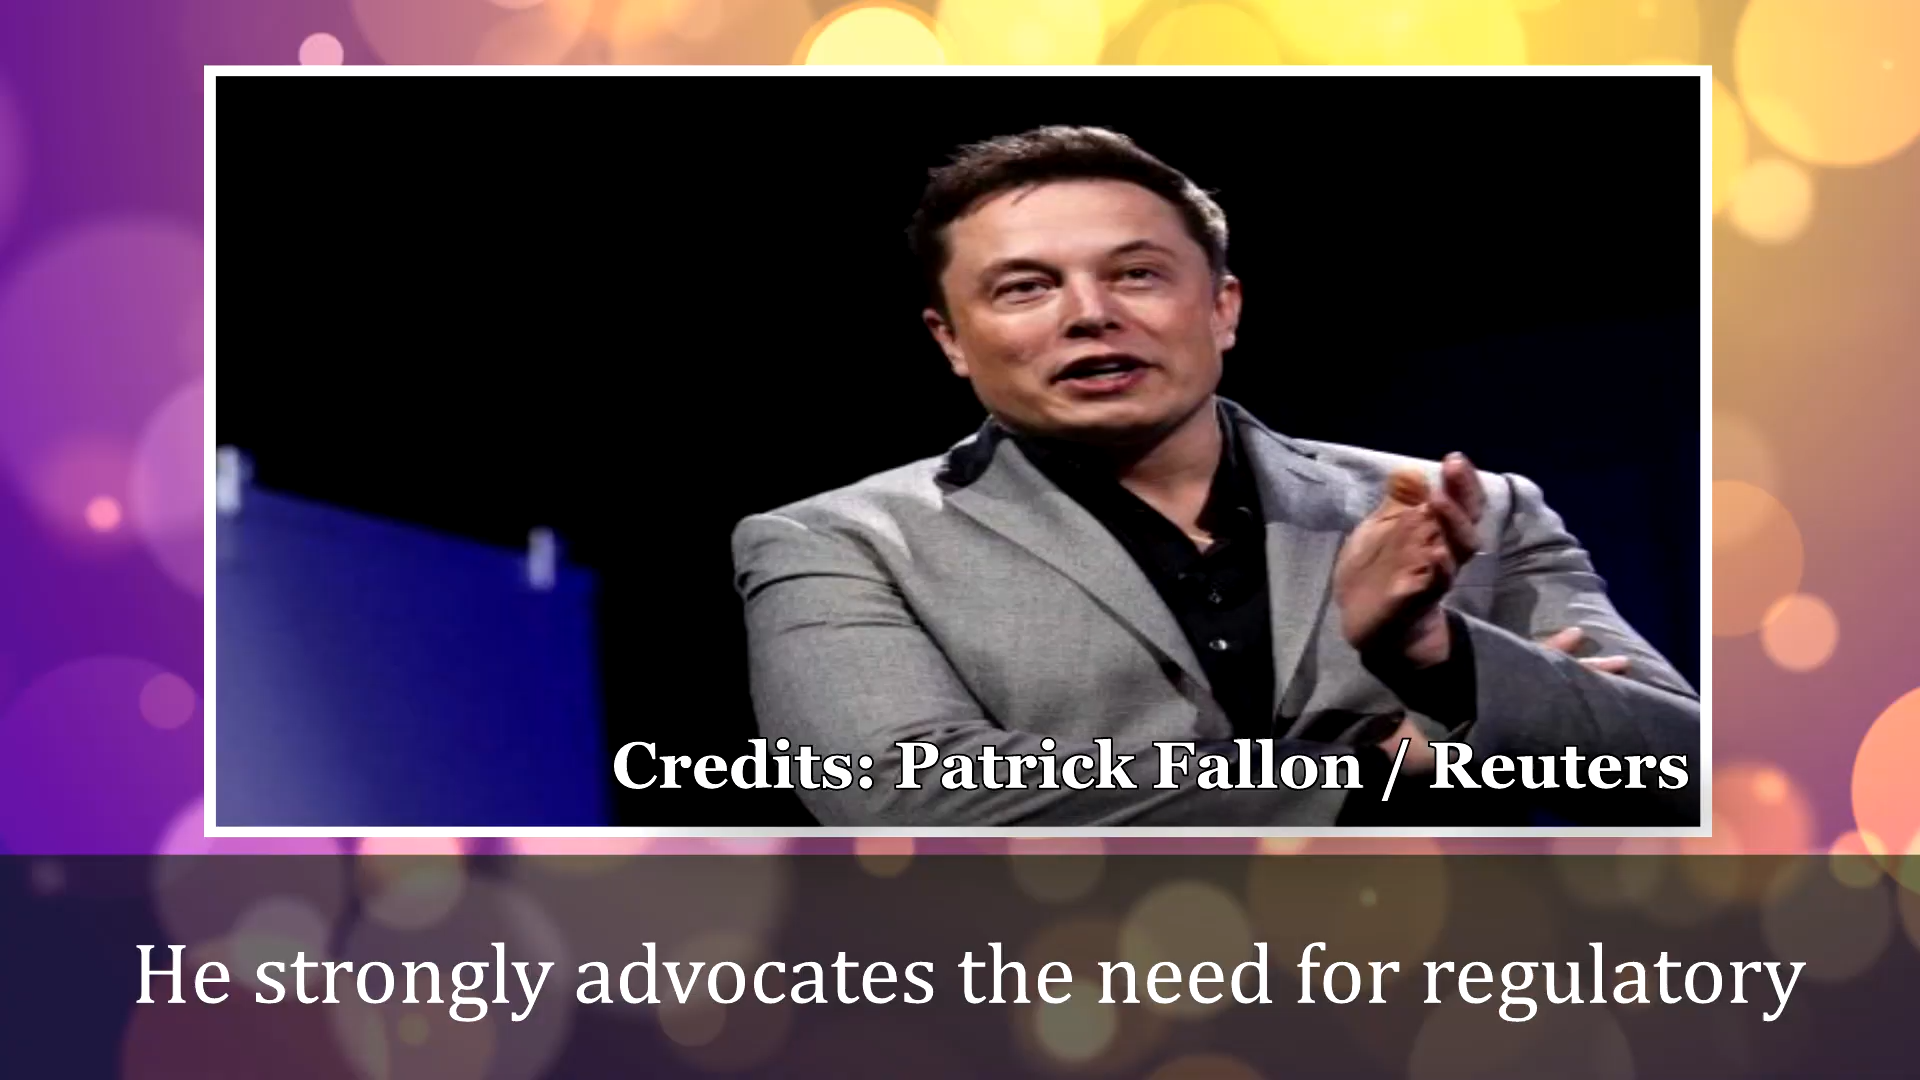 Credits: Patrick Fallon / Reuters
He strongly advocates the need for regulatory